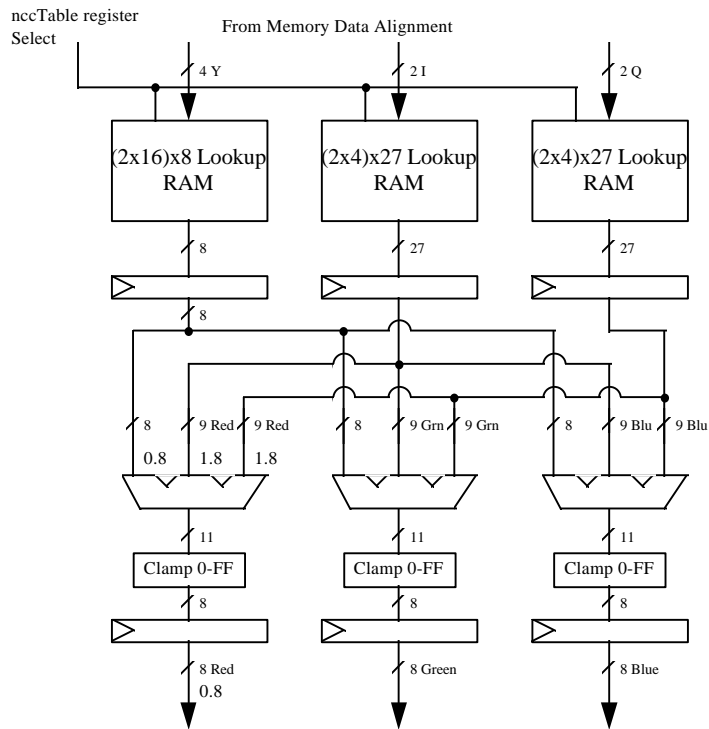 nccTable register
Select
From Memory Data Alignment
4 Y
2 I
2 Q
(2x16)x8 Lookup
RAM
(2x4)x27 Lookup
RAM
(2x4)x27 Lookup
RAM
8
27
27
8
8
9 Red
9 Red
8
9 Grn
9 Grn
8
9 Blu
9 Blu
0.8
1.8
1.8
11
11
11
Clamp 0-FF
Clamp 0-FF
Clamp 0-FF
8
8
8
8 Red
8 Green
8 Blue
0.8